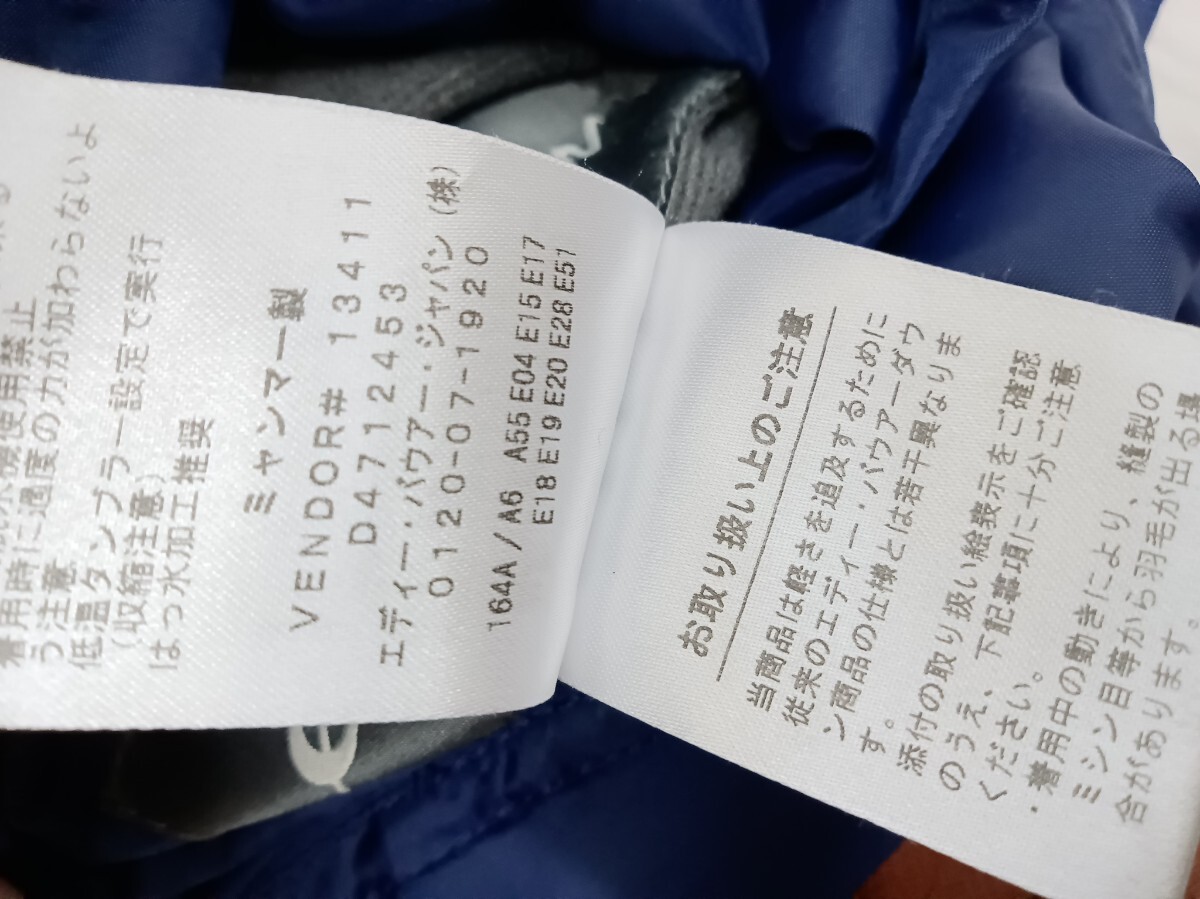 着用時に過度の力が加わらないよ
う注意
低温タンブラー設定で実行
(収縮注意)
はっ水加工推奨
ミャンマー製
VENDOR# 13411
D4712453
エディー・バウアー・ジャパン(株)
0120-07-1920
164A/A6 A55 E04 E15 E17
E18 E19 E20 E28 E51
お取り扱い上のご注意
当商品は軽さを追及するために
従来のエディー・バウアーダウ
ン商品の仕様とは若干異なりま
す。
添付の取り扱い絵表示をご確認
のうえ、下記事項に十分ご注意
ください。
・着用中の動きにより、縫製の
ミシン目等から羽毛が出る場
合があります。